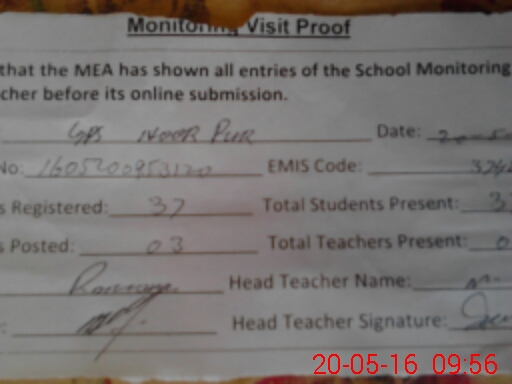 Monitoring Visit Proof
that the MEA has shown all entries of the School Monitoring
cher before its online submission.
GPS NOOR PUR Date:
No: 1605200953120 EMIS Code:
s Registered: 37 Total Students Present:
s Posted: 03 Total Teachers Present:
Head Teacher Name:
Head Teacher Signature:
20-05-16 09:56